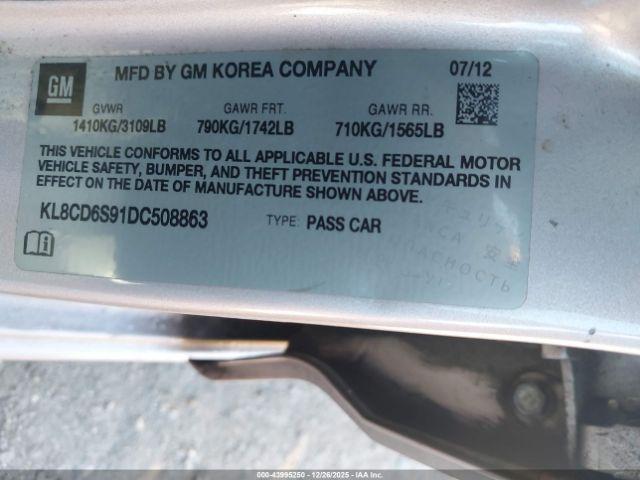 GM
MFD BY GM KOREA COMPANY 07/12
GVWR GAWR FRT. GAWR RR.
1410KG/3109LB 790KG/1742LB 710KG/1565LB
THIS VEHICLE CONFORMS TO ALL APPLICABLE U.S. FEDERAL MOTOR
VEHICLE SAFETY, BUMPER, AND THEFT PREVENTION STANDARDS IN
EFFECT ON THE DATE OF MANUFACTURE SHOWN ABOVE.
KL8CD6S91DC508863 TYPE: PASS CAR
000-43995250 - 12/26/2025 - IAAI.com